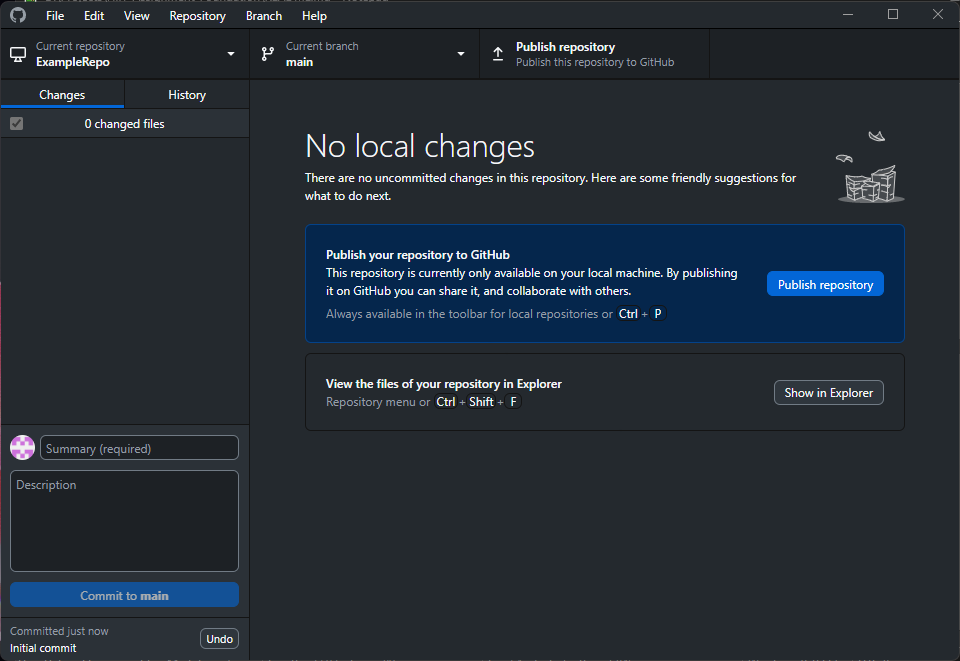 File Edit View Repository Branch Help
Current repository
ExampleRepo
Current branch
main
Publish repository
Publish this repository to GitHub
Changes
History
0 changed files
No local changes
There are no uncommitted changes in this repository. Here are some friendly suggestions for
what to do next.
Publish your repository to GitHub
This repository is currently only available on your local machine. By publishing
it on GitHub you can share it, and collaborate with others.
Always available in the toolbar for local repositories or Ctrl + P
Publish repository
View the files of your repository in Explorer
Repository menu or Ctrl + Shift + F
Show in Explorer
Summary (required)
Description
Commit to main
Committed just now
Initial commit
Undo